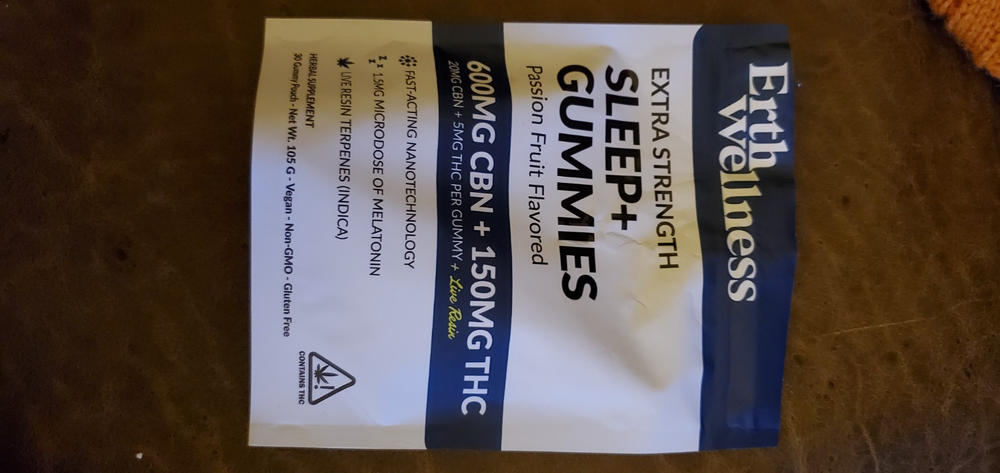 Erth
Wellness
EXTRA STRENGTH
SLEEP+
GUMMIES
Passion Fruit Flavored
600MG CBN + 150MG THC
20MG CBN + 5MG THC PER GUMMY + Live Resin
FAST-ACTING NANOTECHNOLOGY
1.5MG MICRODOSE OF MELATONIN
LIVE RESIN TERPENES (INDICA)
HERBAL SUPPLEMENT
30 Gummy Pouch - Net Wt. 105 G - Vegan - Non-GMO - Gluten Free
!
CONTAINS THC